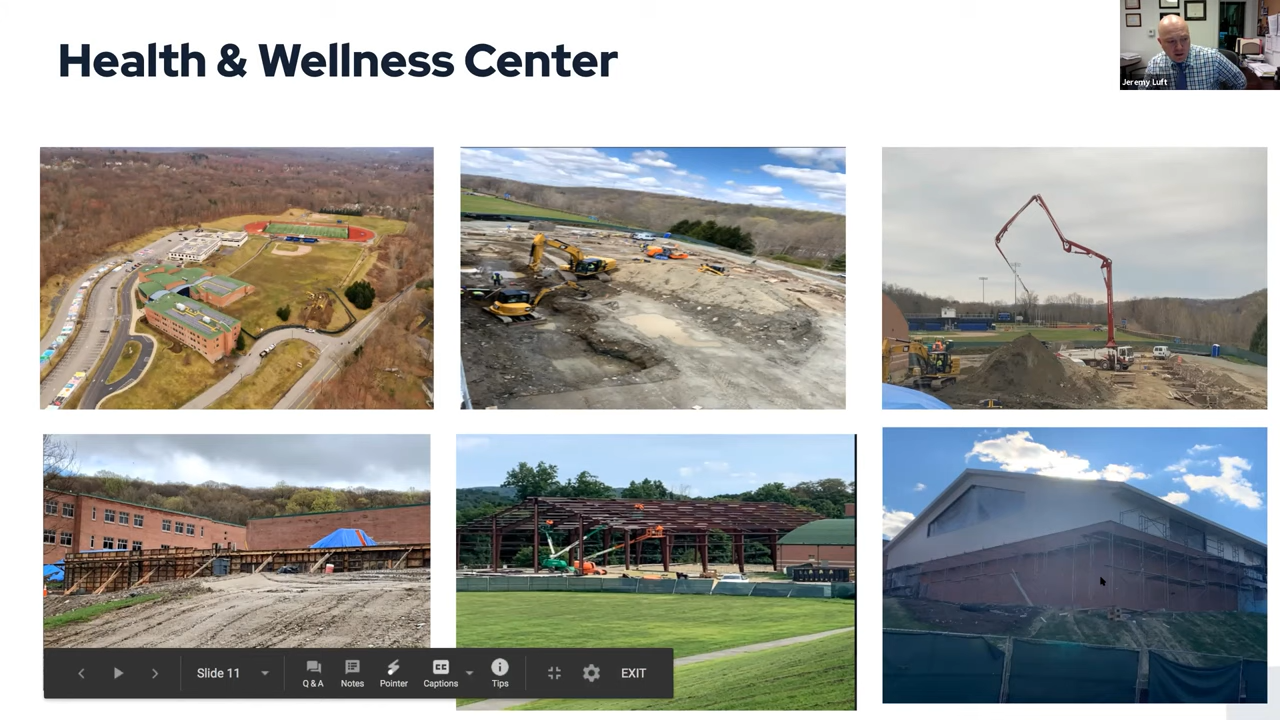 Health & Wellness Center
Jeremy Luft
Slide 11
Q & A
Notes
Pointer
Captions
Tips
EXIT